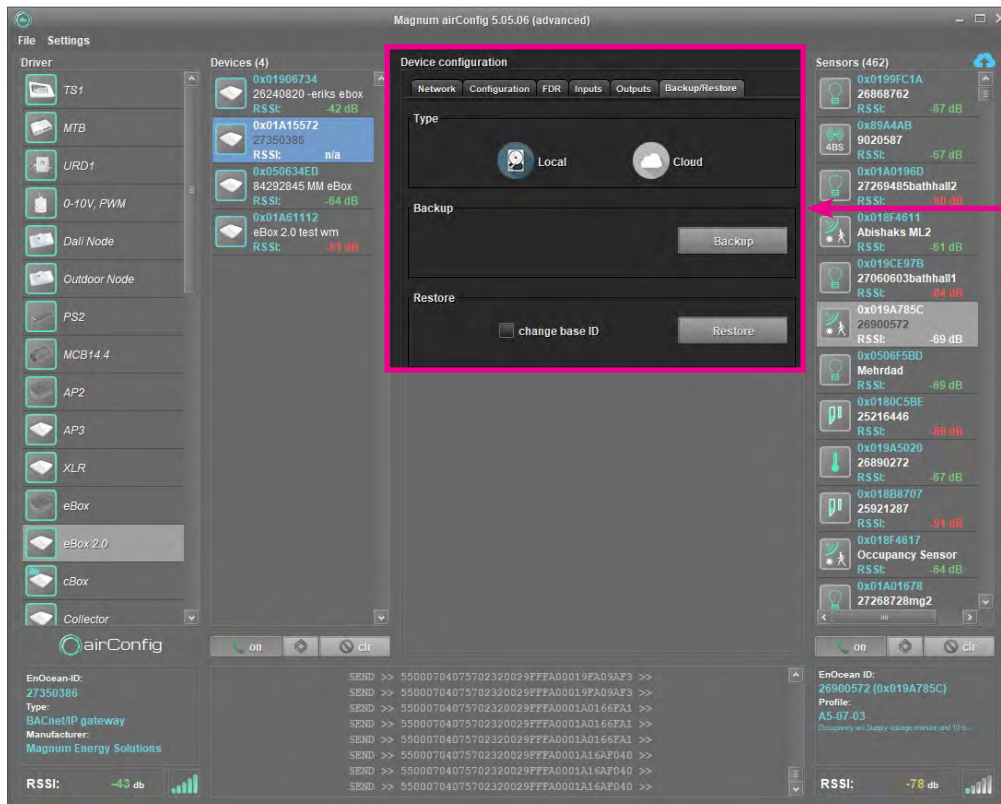 Magnum airConfig 5.05.06 (advanced)
File Settings
Driver
TS1
MTB
URD1
0-10V, PWM
Dali Node
Outdoor Node
PS2
MCB14.4
AP2
AP3
XLR
eBox
eBox 2.0
cBox
Collector
airConfig
EnOcean-ID:
27350386
Type:
BACnet/IP gateway
Manufacturer:
Magnum Energy Solutions
RSSI: -43 db
Devices (4)
0x01906734
26240820 -eriks ebox
RSSI: -42 dB
0x01A15572
27350386
RSSI: n/a
0x050634ED
84292845 MM eBox
RSSI: -64 dB
0x01A61112
eBox 2.0 test wm
RSSI: -81 dB
on clr
Device configuration
Network Configuration FDR Inputs Outputs Backup/Restore
Type
Local Cloud
Backup
Backup
Restore
change base ID Restore
SEND >> 55000704075702320029FFFA00019FA09AF3 >>
SEND >> 55000704075702320029FFFA00019FA09AF3 >>
SEND >> 55000704075702320029FFFA0001A0166FA1 >>
SEND >> 55000704075702320029FFFA0001A0166FA1 >>
SEND >> 55000704075702320029FFFA0001A0166FA1 >>
SEND >> 55000704075702320029FFFA0001A16AF040 >>
SEND >> 55000704075702320029FFFA0001A16AF040 >>
SEND >> 55000704075702320029FFFA0001A16AF040 >>
Sensors (462)
0x0199FC1A
26868762
RSSI: -67 dB
4BS
0x89A4AB
9020587
RSSI: -67 dB
0x01A0196D
27269485bathhall2
RSSI: -90 dB
0x018F4611
Abishaks ML2
RSSI: -61 dB
0x019CE97B
27060603bathhall1
RSSI: -84 dB
0x019A785C
26900572
RSSI: -69 dB
0x0506F5BD
Mehrdad
RSSI: -69 dB
0x0180C5BE
25216446
RSSI: -88 dB
0x019A5020
26890272
RSSI: -67 dB
0x018B8707
25921287
RSSI: -91 dB
0x018F4617
Occupancy Sensor
RSSI: -64 dB
0x01A01678
27268728mg2
on clr
EnOcean ID:
26900572 (0x019A785C)
Profile:
A5-07-03
Occupancy wit Supply voltage monitor and 10 b...
RSSI: -78 db